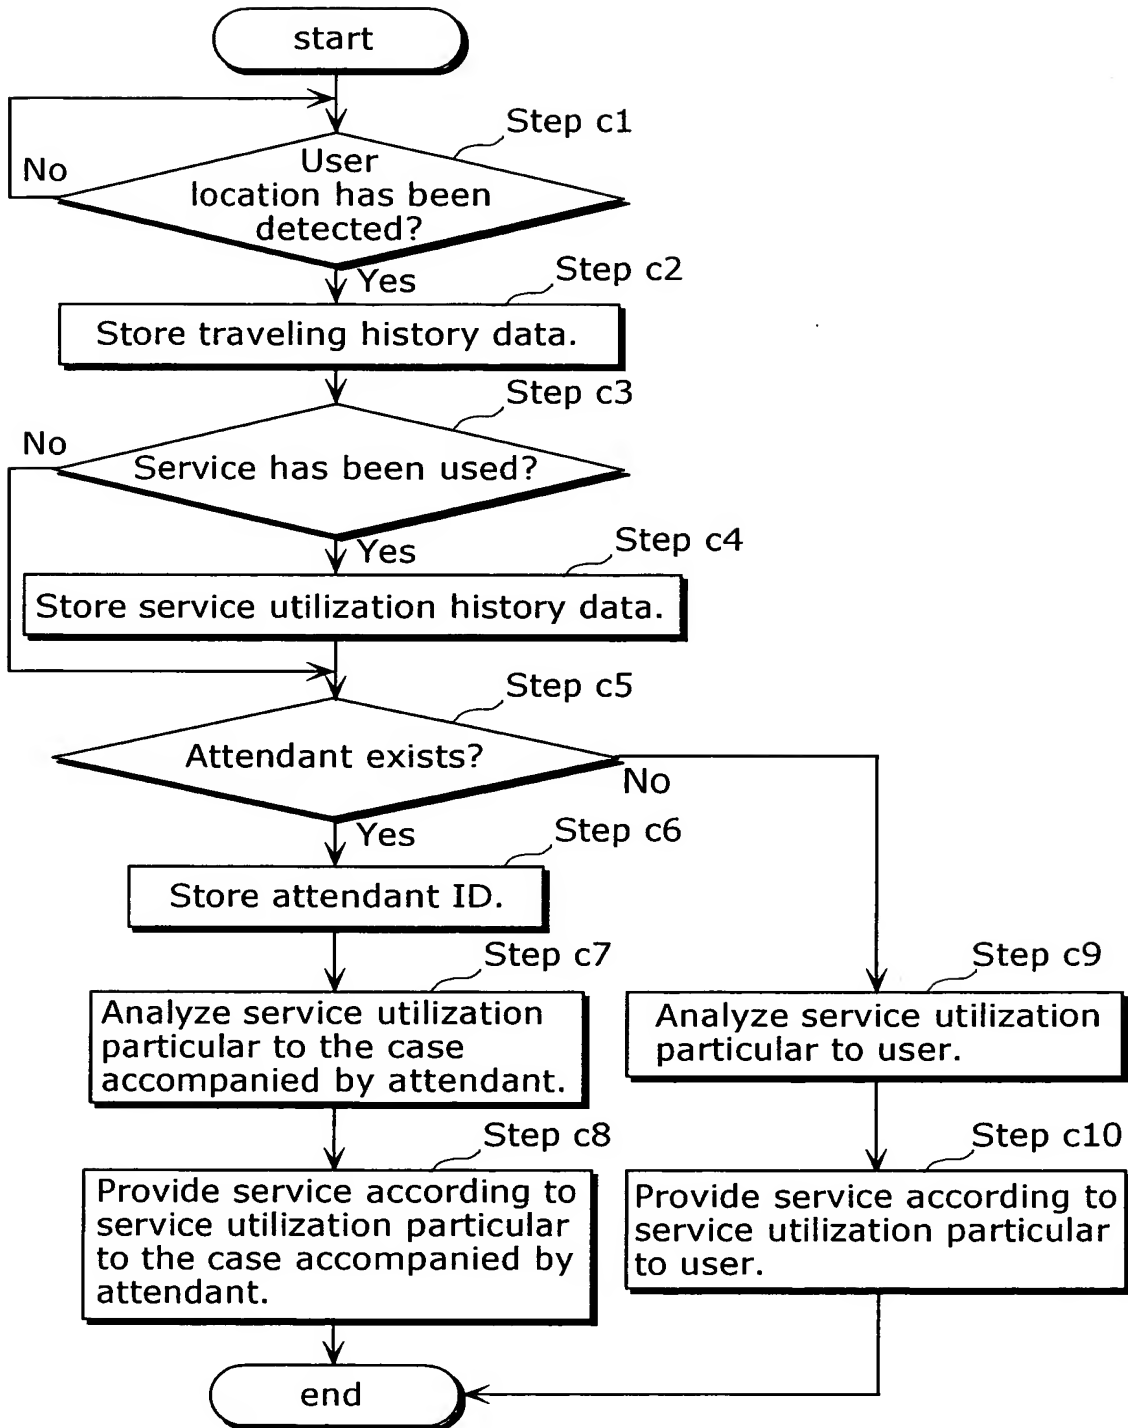 start
Step c1
No
User
location has been
detected?
Yes
Step c2
Store traveling history data.
Step c3
No
Service has been used?
Yes
Step c4
Store service utilization history data.
Step c5
Attendant exists?
No
Yes
Step c6
Store attendant ID.
Step c7
Analyze service utilization
particular to the case
accompanied by attendant.
Step c8
Provide service according to
service utilization particular
to the case accompanied by
attendant.
Step c9
Analyze service utilization
particular to user.
Step c10
Provide service according to
service utilization particular
to user.
end